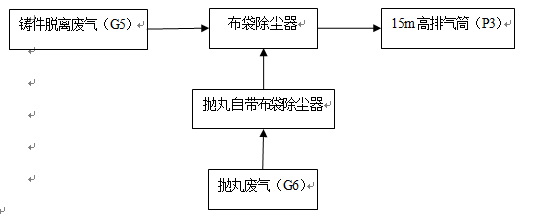 铸件脱离废气（G5）
布袋除尘器
15m高排气筒（P3）
抛丸自带布袋除尘器
抛丸废气（G6）